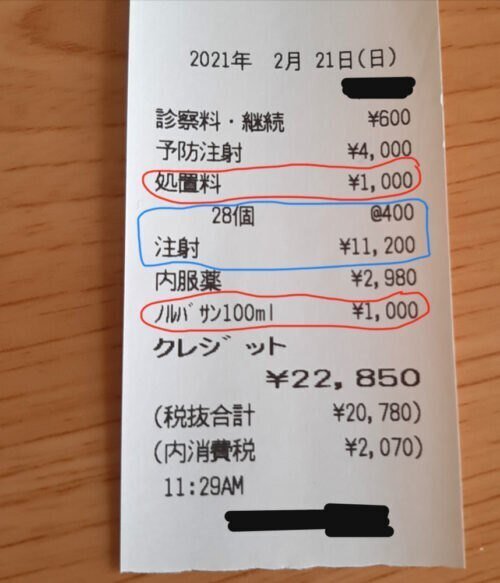 2021年 2月 21日(日)
診察料・継続 ¥600
予防注射 ¥4,000
処置料 ¥1,000
28個 @400
注射 ¥11,200
内服薬 ¥2,980
ノルバサン100ml ¥1,000
クレジット
¥22,850
(税抜合計 ¥20,780)
(内消費税 ¥2,070)
11:29AM